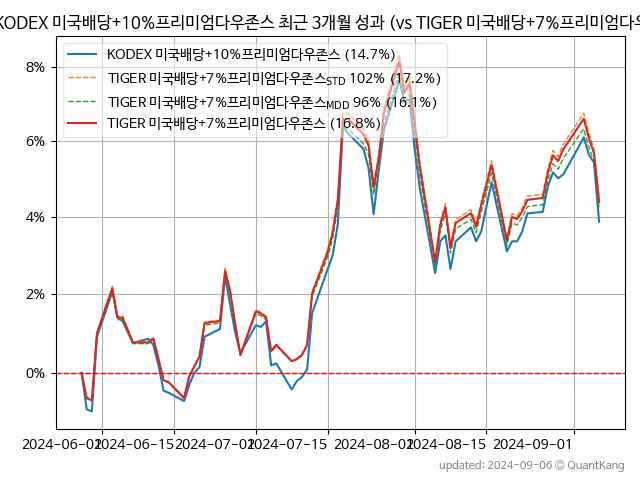 KODEX 미국배당+10%프리미엄다우존스 최근 3개월 성과 (vs TIGER 미국배당+7%프리미엄다우
KODEX 미국배당+10%프리미엄다우존스 (14.7%)
TIGER 미국배당+7%프리미엄다우존스STD 102% (17.2%)
TIGER 미국배당+7%프리미엄다우존스MDD 96% (16.1%)
TIGER 미국배당+7%프리미엄다우존스 (16.8%)
8%
6%
4%
2%
0%
2024-06-01 2024-06-15 2024-07-01 2024-07-15 2024-08-01 2024-08-15 2024-09-01
updated: 2024-09-06 © QuantKang